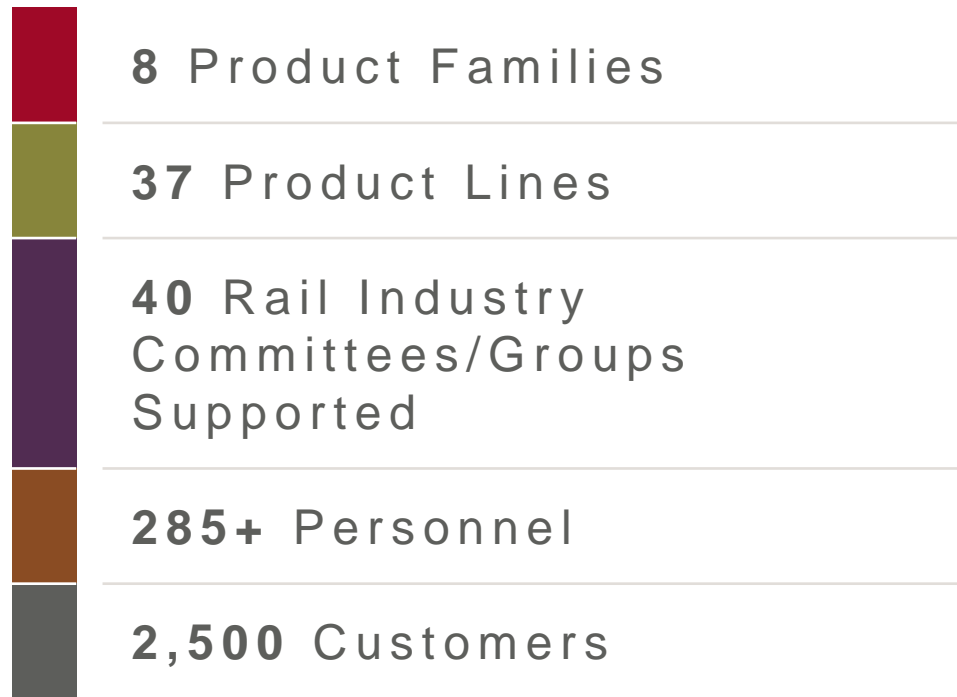 8 Product Families
37 Product Lines
40 Rail Industry
Committees/Groups
Supported
285+ Personnel
2,500 Customers